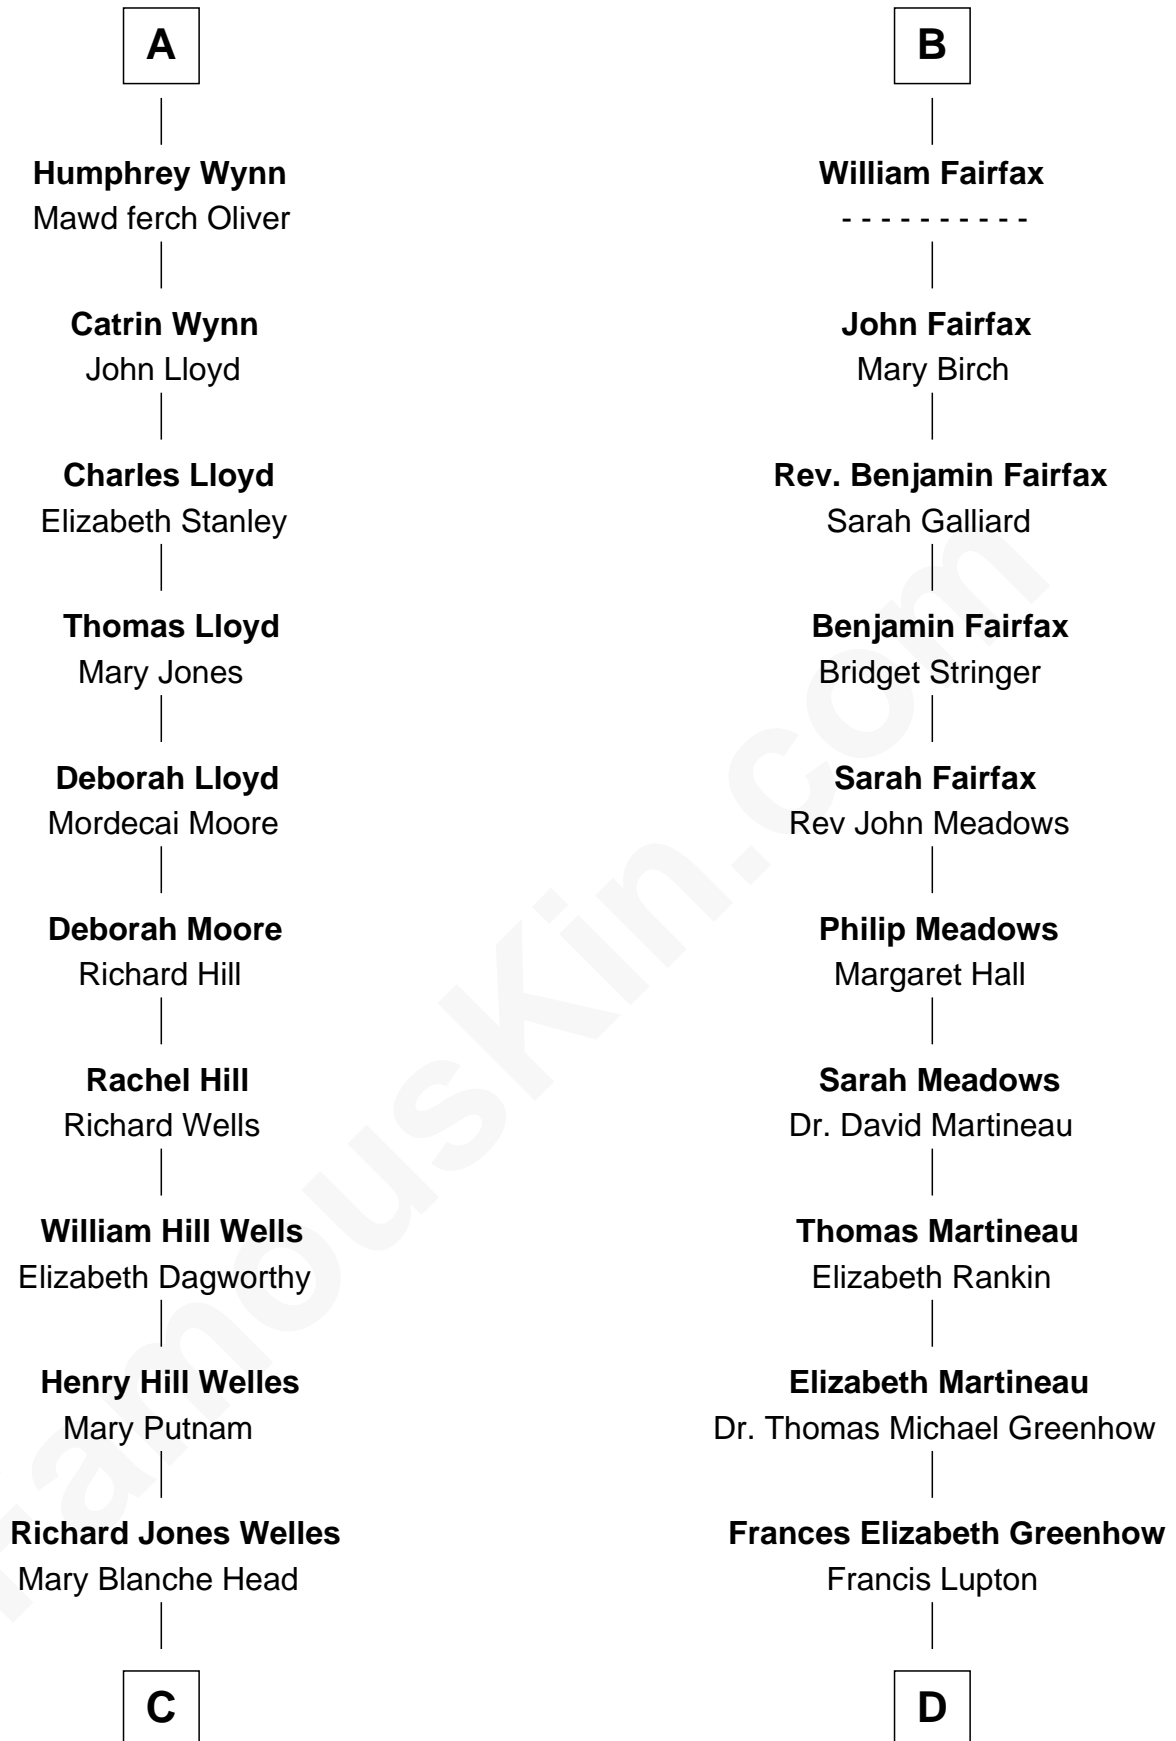 A
Humphrey Wynn
Mawd ferch Oliver
Catrin Wynn
John Lloyd
Charles Lloyd
Elizabeth Stanley
Thomas Lloyd
Mary Jones
Deborah Lloyd
Mordecai Moore
Deborah Moore
Richard Hill
Rachel Hill
Richard Wells
William Hill Wells
Elizabeth Dagworthy
Henry Hill Welles
Mary Putnam
Richard Jones Welles
Mary Blanche Head
C
B
William Fairfax
- - - - - - - - - -
John Fairfax
Mary Birch
Rev. Benjamin Fairfax
Sarah Galliard
Benjamin Fairfax
Bridget Stringer
Sarah Fairfax
Rev John Meadows
Philip Meadows
Margaret Hall
Sarah Meadows
Dr. David Martineau
Thomas Martineau
Elizabeth Rankin
Elizabeth Martineau
Dr. Thomas Michael Greenhow
Frances Elizabeth Greenhow
Francis Lupton
D
FamousKin.com